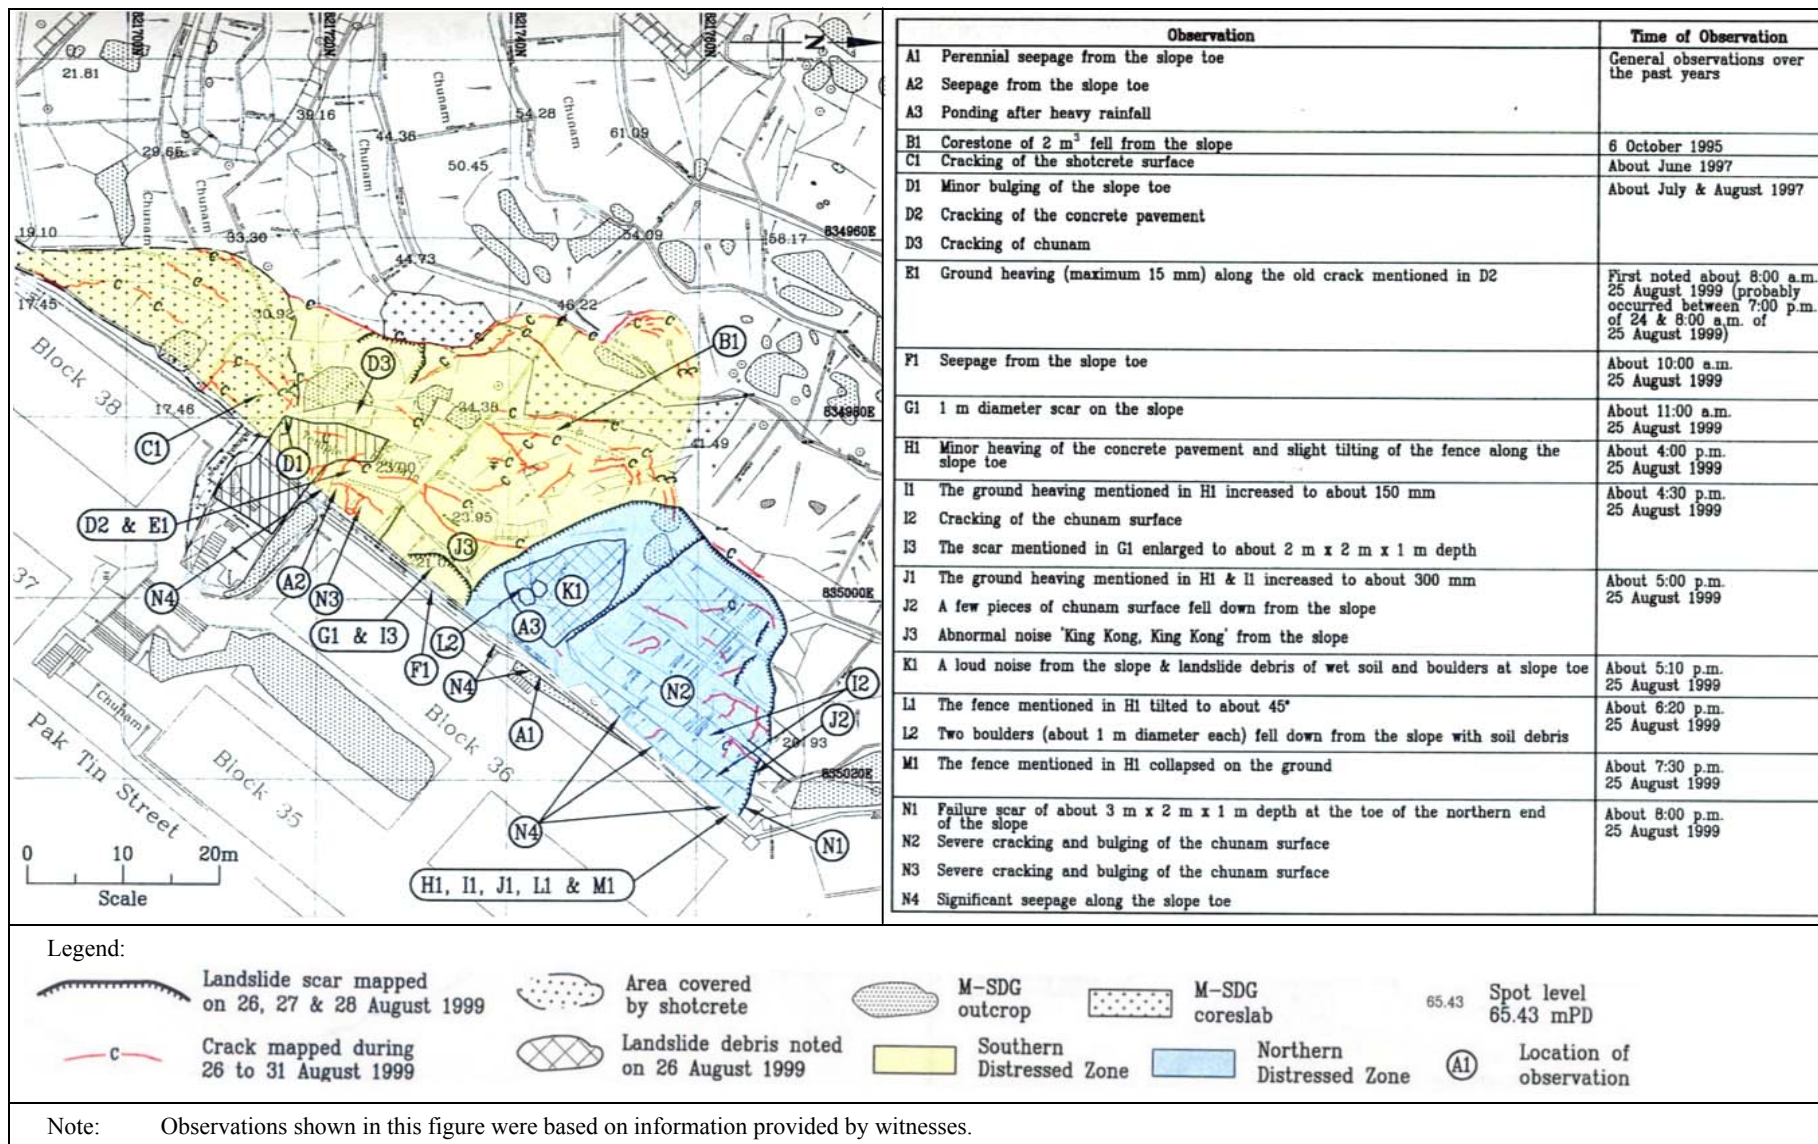 821700N
821720N
821740N
821760N
N
21.81
39.16
29.65
Chunam
Chunam
Chunam
Chunam
Chunam
44.36
54.28
61.09
50.45
19.10
33.30
44.73
54.09
58.17
834960E
17.45
30.92
46.22
Block 38
17.46
D3
B1
34.38
834980E
C1
D1
23.00
D2 & E1
23.95
J3
K1
37
N4
A2
N3
A3
L2
835000E
G1 & I3
F1
N4
N2
I2
J2
A1
Chunam
Block 36
20.93
Pak Tin Street
Block 35
835020E
N4
N1
H1, I1, J1, L1 & M1
0 10 20m
Scale
Observation Time of Observation
A1 Perennial seepage from the slope toe General observations over
the past years
A2 Seepage from the slope toe
A3 Ponding after heavy rainfall
B1 Corestone of 2 m³ fell from the slope 6 October 1995
C1 Cracking of the shotcrete surface About June 1997
D1 Minor bulging of the slope toe About July & August 1997
D2 Cracking of the concrete pavement
D3 Cracking of chunam
E1 Ground heaving (maximum 15 mm) along the old crack mentioned in D2 First noted about 8:00 a.m.
25 August 1999 (probably
occurred between 7:00 p.m.
of 24 & 8:00 a.m. of
25 August 1999)
F1 Seepage from the slope toe About 10:00 a.m.
25 August 1999
G1 1 m diameter scar on the slope About 11:00 a.m.
25 August 1999
H1 Minor heaving of the concrete pavement and slight tilting of the fence along the About 4:00 p.m.
slope toe 25 August 1999
I1 The ground heaving mentioned in H1 increased to about 150 mm About 4:30 p.m.
25 August 1999
I2 Cracking of the chunam surface
I3 The scar mentioned in G1 enlarged to about 2 m x 2 m x 1 m depth
J1 The ground heaving mentioned in H1 & I1 increased to about 300 mm About 5:00 p.m.
25 August 1999
J2 A few pieces of chunam surface fell down from the slope
J3 Abnormal noise 'King Kong, King Kong' from the slope
K1 A loud noise from the slope & landslide debris of wet soil and boulders at slope toe About 5:10 p.m.
25 August 1999
L1 The fence mentioned in H1 tilted to about 45° About 6:20 p.m.
25 August 1999
L2 Two boulders (about 1 m diameter each) fell down from the slope with soil debris
M1 The fence mentioned in H1 collapsed on the ground About 7:30 p.m.
25 August 1999
N1 Failure scar of about 3 m x 2 m x 1 m depth at the toe of the northern end About 8:00 p.m.
of the slope 25 August 1999
N2 Severe cracking and bulging of the chunam surface
N3 Severe cracking and bulging of the chunam surface
N4 Significant seepage along the slope toe
Legend:
Landslide scar mapped
on 26, 27 & 28 August 1999
Area covered
by shotcrete
M-SDG
outcrop
M-SDG
coreslab
65.43 Spot level
65.43 mPD
C Crack mapped during
26 to 31 August 1999
Landslide debris noted
on 26 August 1999
Southern
Distressed Zone
Northern
Distressed Zone
A1 Location of
observation
Note: Observations shown in this figure were based on information provided by witnesses.